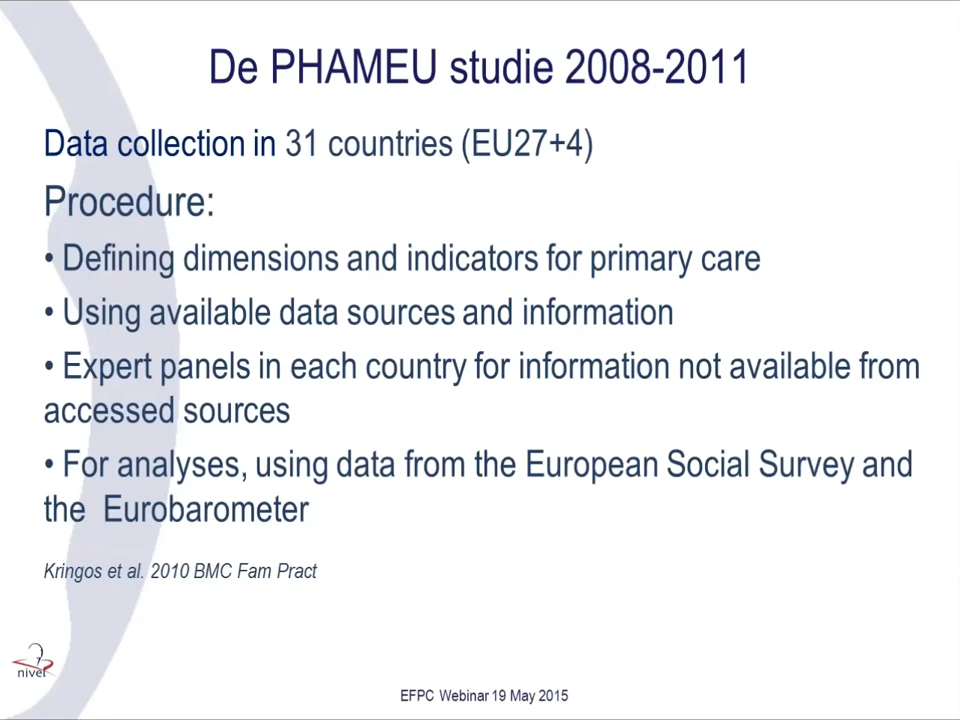 De PHAMEU studie 2008-2011
Data collection in 31 countries (EU27+4)
Procedure:
• Defining dimensions and indicators for primary care
• Using available data sources and information
• Expert panels in each country for information not available from
accessed sources
• For analyses, using data from the European Social Survey and
the Eurobarometer
Kringos et al. 2010 BMC Fam Pract
nivel
EFPC Webinar 19 May 2015